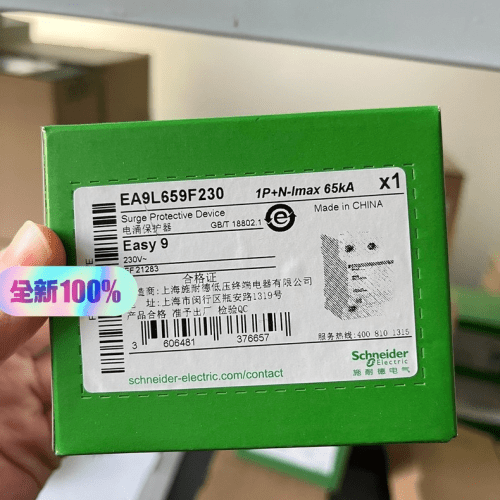 EA9L659F230
1P+N-Imax 65kA
x1
Surge Protective Device
电涌保护器
GB/T 18802.1
Made in CHINA
Easy 9
230V~
EF21283
合格证
造商：上海施耐德低压终端电器有限公司
址：上海市闵行区瓶安路1319号
产品合格 准予出厂 检验QC
3 606481 376657
服务热线:400 810 1315
schneider-electric.com/contact
Schneider
Electric
施耐德电气
全新100%